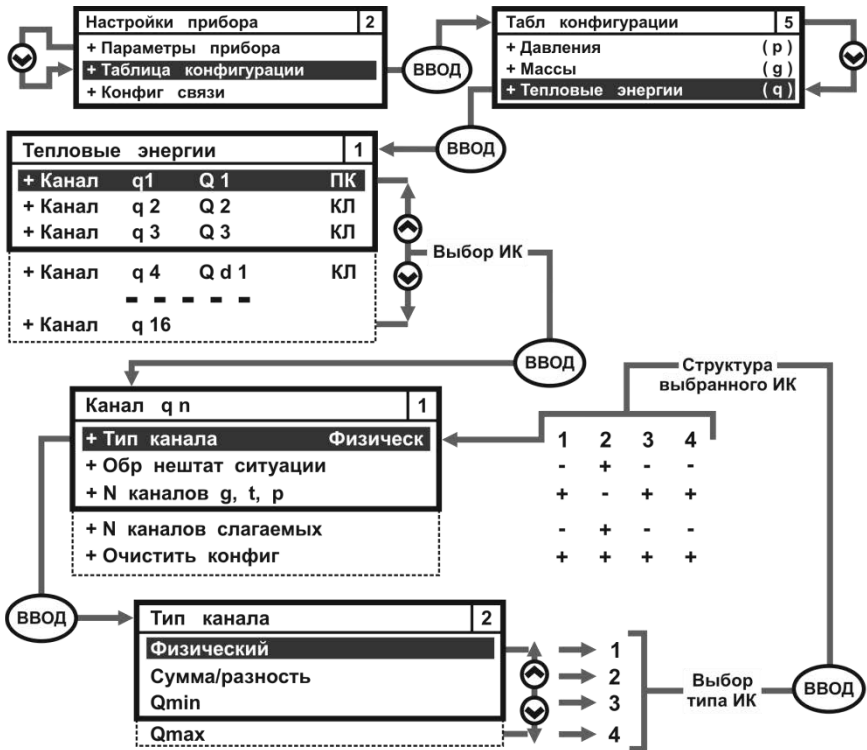 Настройки прибора 2
+ Параметры прибора
+ Таблица конфигурации
+ Конфиг связи
ВВОД
Табл конфигурации 5
+ Давления ( p )
+ Массы ( g )
+ Тепловые энергии ( q )
ВВОД
Тепловые энергии 1
+ Канал q1 Q 1 ПК
+ Канал q 2 Q 2 КЛ
+ Канал q 3 Q 3 КЛ
+ Канал q 4 Q d 1 КЛ
- - - - -
+ Канал q 16
Выбор ИК
ВВОД
Структура
выбранного ИК
Канал q n 1
+ Тип канала Физическ
+ Обр нештат ситуации
+ N каналов g, t, p
+ N каналов слагаемых
+ Очистить конфиг
1 2 3 4
- + - -
+ - + +
- + - -
+ + + +
ВВОД
Тип канала 2
Физический
Сумма/разность
Qmin
Qmax
1
2
3
4
Выбор
типа ИК
ВВОД